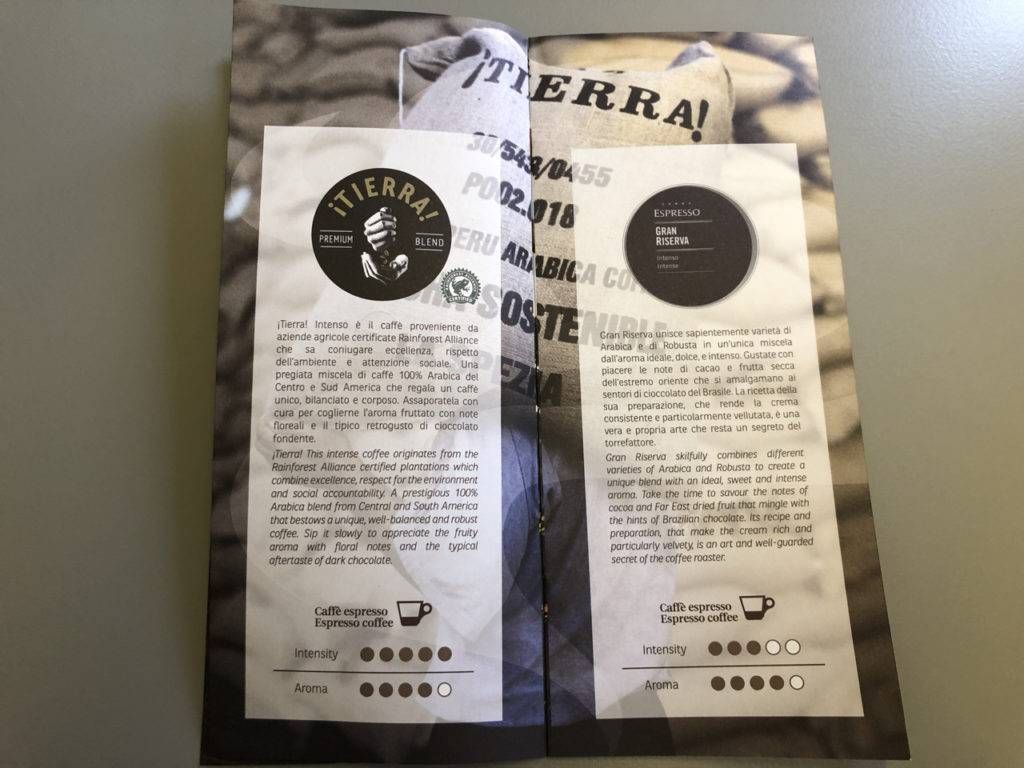 ¡TIERRA!
30/543/0455
P002.018
PERU ARABICA
SOSTENIBLE
¡TIERRA!
PREMIUM BLEND
CERTIFIED
¡Tierra! Intenso è il caffè proveniente da
aziende agricole certificate Rainforest Alliance
che sa coniugare eccellenza, rispetto
dell'ambiente e attenzione sociale. Una
pregiata miscela di caffè 100% Arabica del
Centro e Sud America che regala un caffè
unico, bilanciato e corposo. Assaporatela con
cura per coglierne l'aroma fruttato con note
floreali e il tipico retrogusto di cioccolato
fondente.
¡Tierra! This intense coffee originates from the
Rainforest Alliance certified plantations which
combine excellence, respect for the environment
and social accountability. A prestigious 100%
Arabica blend from Central and South America
that bestows a unique, well-balanced and robust
coffee. Sip it slowly to appreciate the fruity
aroma with floral notes and the typical
aftertaste of dark chocolate.
Caffè espresso
Espresso coffee
Intensity
Aroma
ESPRESSO
GRAN
RISERVA
Intenso
Intense
Gran Riserva unisce sapientemente varietà di
Arabica e di Robusta in un'unica miscela
dall'aroma ideale, dolce, e intenso. Gustate con
piacere le note di cacao e frutta secca
dell'estremo oriente che si amalgamano ai
sentori di cioccolato del Brasile. La ricetta della
sua preparazione, che rende la crema
consistente e particolarmente vellutata, è una
vera e propria arte che resta un segreto del
torrefattore.
Gran Riserva skilfully combines different
varieties of Arabica and Robusta to create a
unique blend with an ideal, sweet and intense
aroma. Take the time to savour the notes of
cocoa and Far East dried fruit that mingle with
the hints of Brazilian chocolate. Its recipe and
preparation, that make the cream rich and
particularly velvety, is an art and well-guarded
secret of the coffee roaster.
Caffè espresso
Espresso coffee
Intensity
Aroma